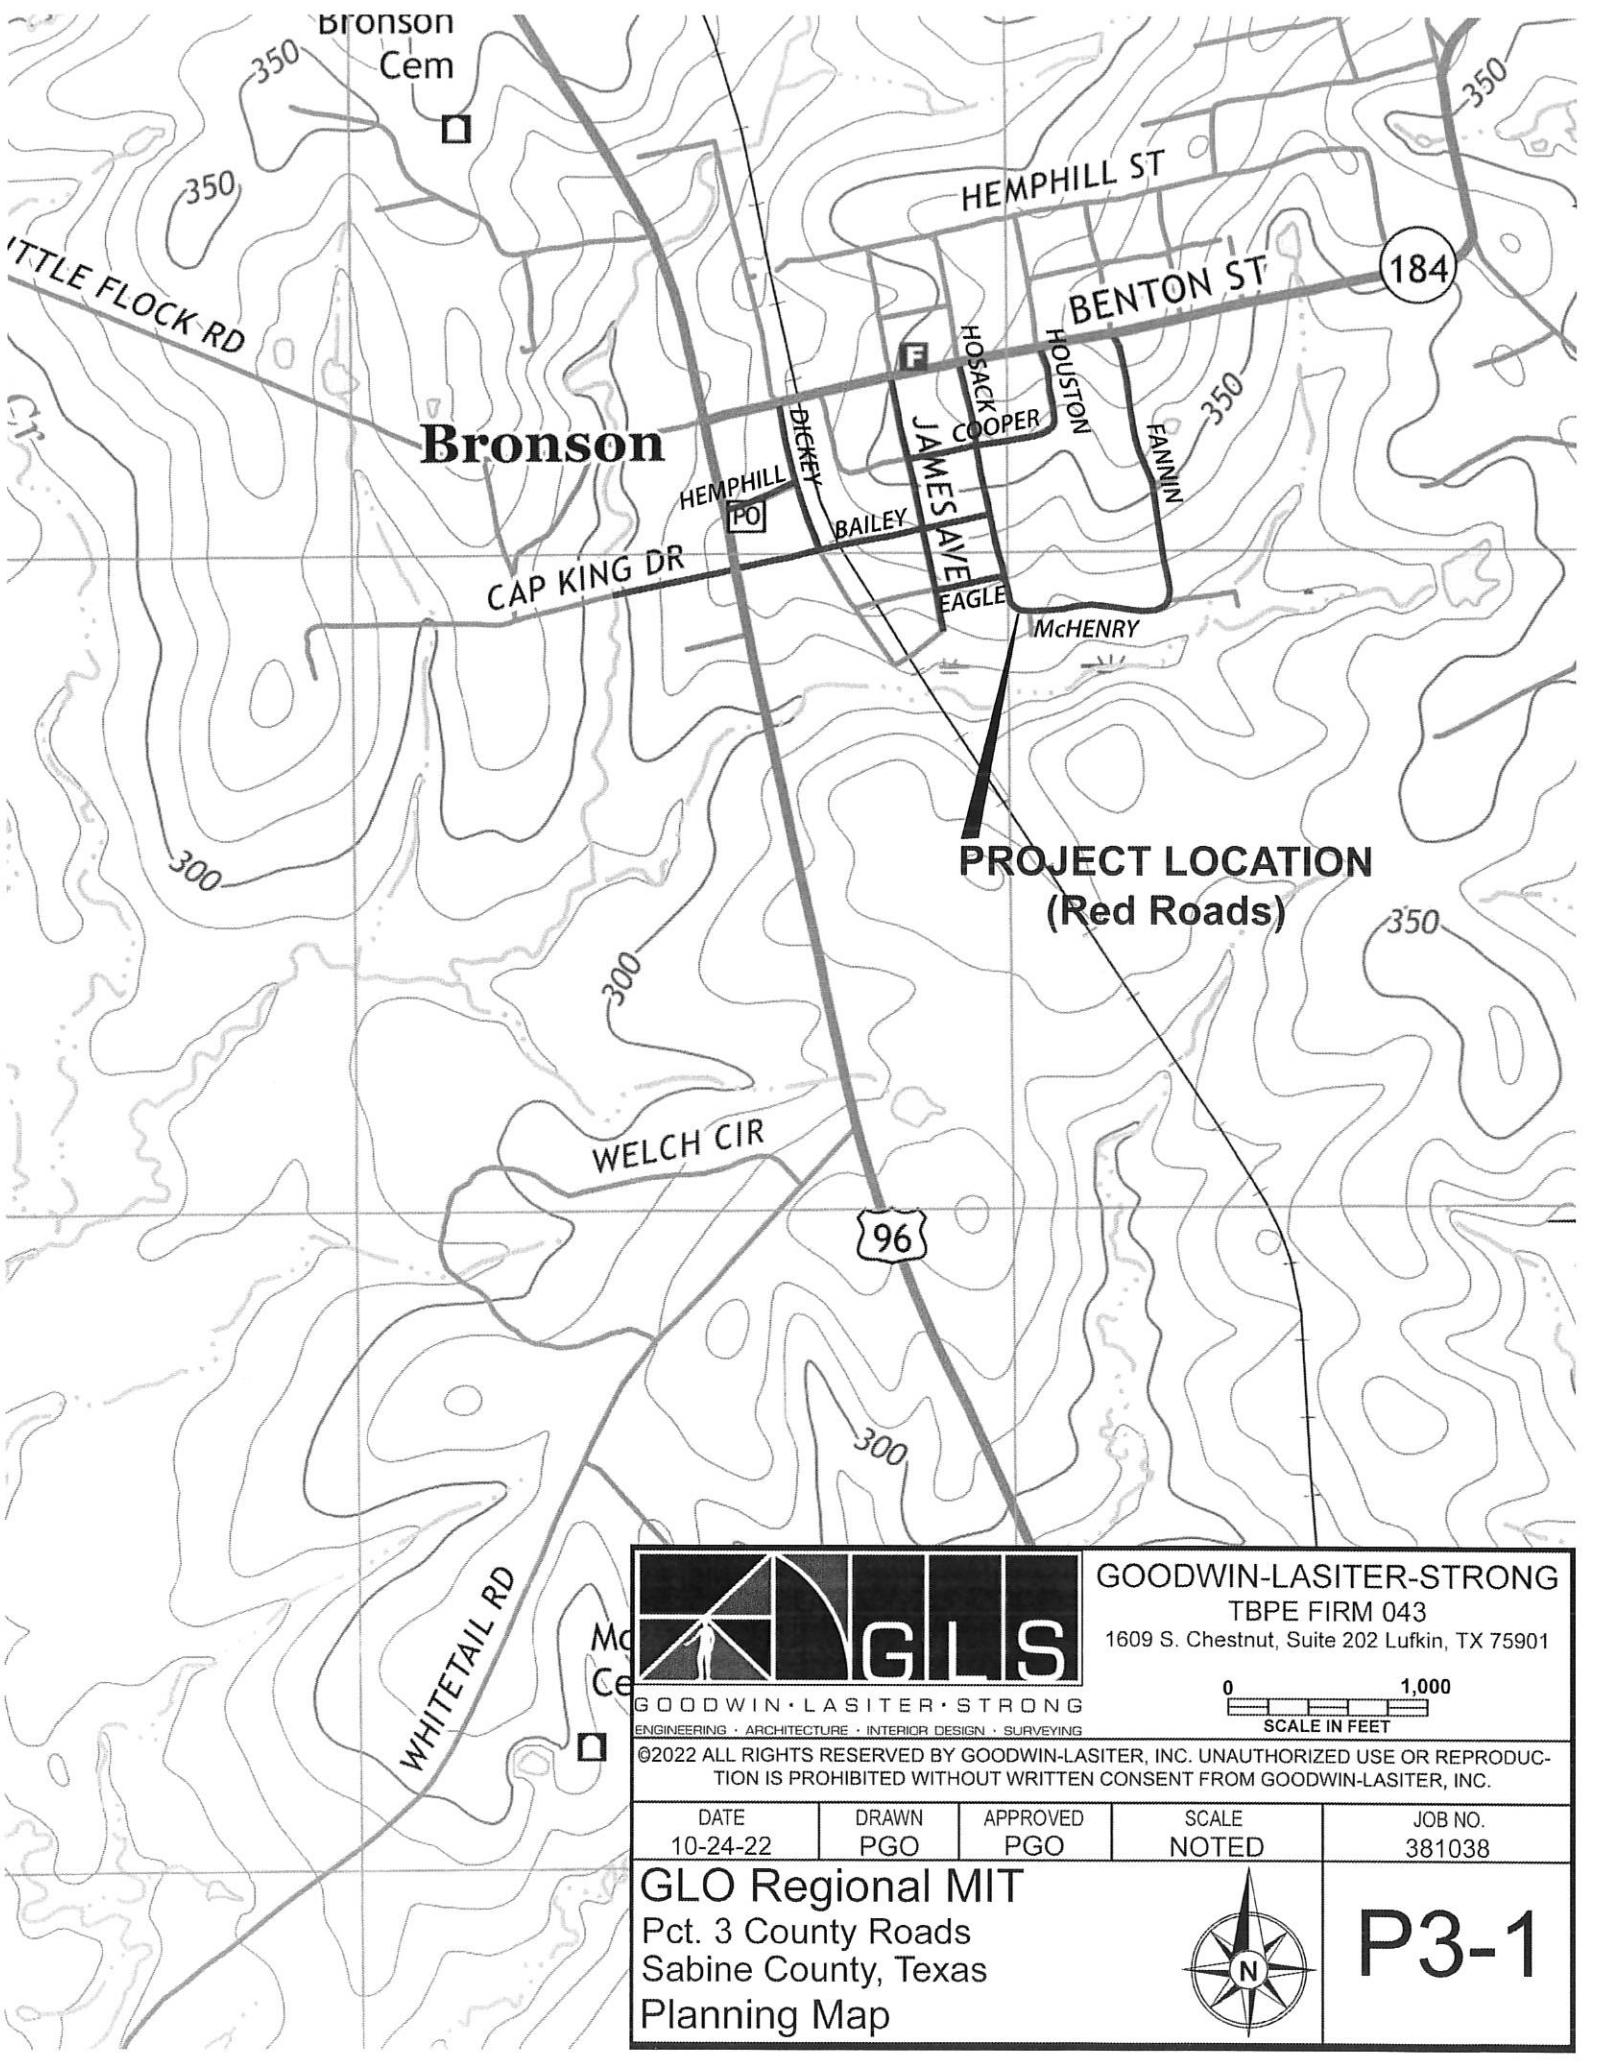 Bronson
Cem
350
350
350
HEMPHILL ST
184
BENTON ST
FLOCK RD
Cr
F
HOSACK
HOUSTON
350
COOPER
DICKEY
JAMES AVE
FANNIN
Bronson
HEMPHILL
PO
BAILEY
CAP KING DR
EAGLE
McHENRY
300
PROJECT LOCATION
(Red Roads)
350
300
WELCH CIR
96
300
WHITETAIL RD
GLS
GOODWIN·LASITER·STRONG
ENGINEERING · ARCHITECTURE · INTERIOR DESIGN · SURVEYING
GOODWIN-LASITER-STRONG
TBPE FIRM 043
1609 S. Chestnut, Suite 202 Lufkin, TX 75901
0 1,000
SCALE IN FEET
©2022 ALL RIGHTS RESERVED BY GOODWIN-LASITER, INC. UNAUTHORIZED USE OR REPRODUC-
TION IS PROHIBITED WITHOUT WRITTEN CONSENT FROM GOODWIN-LASITER, INC.
DATE DRAWN APPROVED SCALE JOB NO.
10-24-22 PGO PGO NOTED 381038
GLO Regional MIT
Pct. 3 County Roads
Sabine County, Texas
Planning Map
N
P3-1